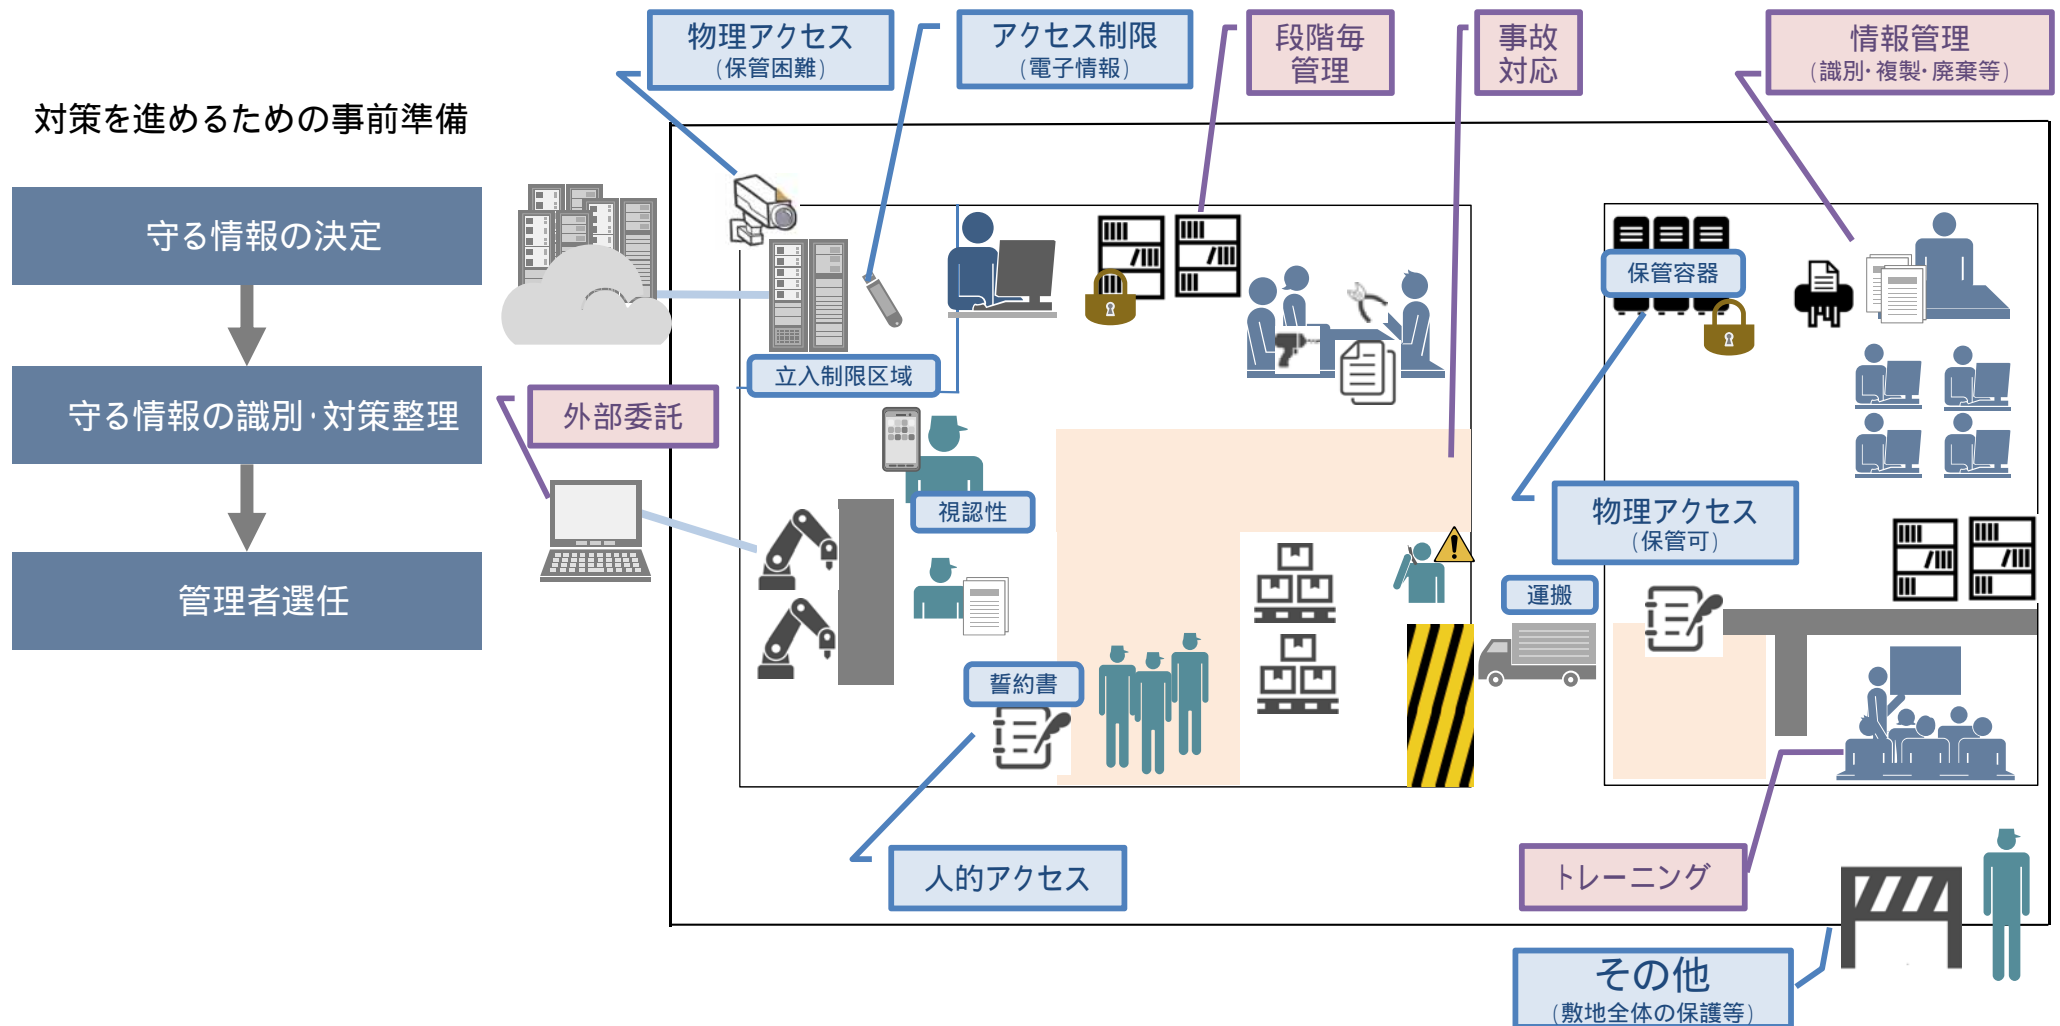 物理アクセス
(保管困難)
アクセス制限
(電子情報)
段階毎
管理
事故
対応
情報管理
(識別・複製・廃棄等)
対策を進めるための事前準備
守る情報の決定
守る情報の識別・対策整理
管理者選任
保管容器
立入制限区域
外部委託
視認性
物理アクセス
(保管可)
運搬
誓約書
人的アクセス
トレーニング
その他
(敷地全体の保護等)